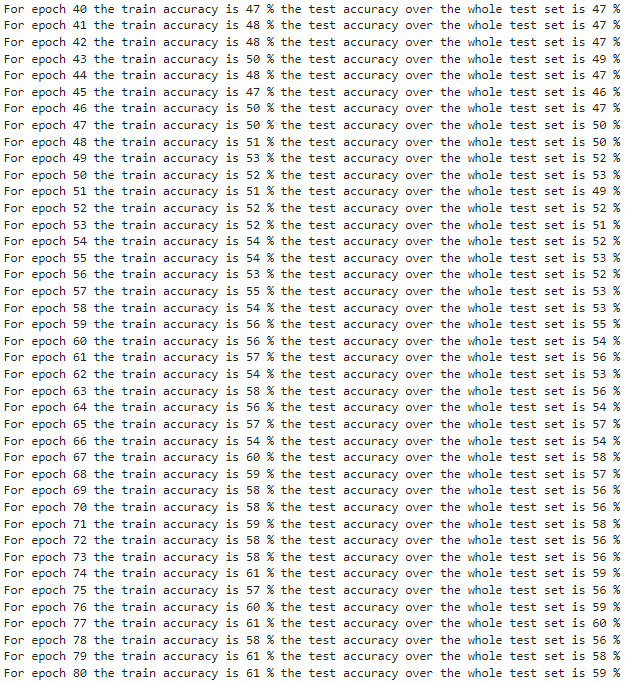 For epoch 40 the train accuracy is 47 % the test accuracy over the whole test set is 47 %
For epoch 41 the train accuracy is 48 % the test accuracy over the whole test set is 47 %
For epoch 42 the train accuracy is 48 % the test accuracy over the whole test set is 47 %
For epoch 43 the train accuracy is 50 % the test accuracy over the whole test set is 49 %
For epoch 44 the train accuracy is 48 % the test accuracy over the whole test set is 47 %
For epoch 45 the train accuracy is 47 % the test accuracy over the whole test set is 46 %
For epoch 46 the train accuracy is 50 % the test accuracy over the whole test set is 47 %
For epoch 47 the train accuracy is 50 % the test accuracy over the whole test set is 50 %
For epoch 48 the train accuracy is 51 % the test accuracy over the whole test set is 50 %
For epoch 49 the train accuracy is 53 % the test accuracy over the whole test set is 52 %
For epoch 50 the train accuracy is 52 % the test accuracy over the whole test set is 53 %
For epoch 51 the train accuracy is 51 % the test accuracy over the whole test set is 49 %
For epoch 52 the train accuracy is 52 % the test accuracy over the whole test set is 52 %
For epoch 53 the train accuracy is 52 % the test accuracy over the whole test set is 51 %
For epoch 54 the train accuracy is 54 % the test accuracy over the whole test set is 52 %
For epoch 55 the train accuracy is 54 % the test accuracy over the whole test set is 53 %
For epoch 56 the train accuracy is 53 % the test accuracy over the whole test set is 52 %
For epoch 57 the train accuracy is 55 % the test accuracy over the whole test set is 53 %
For epoch 58 the train accuracy is 54 % the test accuracy over the whole test set is 53 %
For epoch 59 the train accuracy is 56 % the test accuracy over the whole test set is 55 %
For epoch 60 the train accuracy is 56 % the test accuracy over the whole test set is 54 %
For epoch 61 the train accuracy is 57 % the test accuracy over the whole test set is 56 %
For epoch 62 the train accuracy is 54 % the test accuracy over the whole test set is 53 %
For epoch 63 the train accuracy is 58 % the test accuracy over the whole test set is 56 %
For epoch 64 the train accuracy is 56 % the test accuracy over the whole test set is 54 %
For epoch 65 the train accuracy is 57 % the test accuracy over the whole test set is 57 %
For epoch 66 the train accuracy is 54 % the test accuracy over the whole test set is 54 %
For epoch 67 the train accuracy is 60 % the test accuracy over the whole test set is 58 %
For epoch 68 the train accuracy is 59 % the test accuracy over the whole test set is 57 %
For epoch 69 the train accuracy is 58 % the test accuracy over the whole test set is 56 %
For epoch 70 the train accuracy is 58 % the test accuracy over the whole test set is 56 %
For epoch 71 the train accuracy is 59 % the test accuracy over the whole test set is 58 %
For epoch 72 the train accuracy is 58 % the test accuracy over the whole test set is 56 %
For epoch 73 the train accuracy is 58 % the test accuracy over the whole test set is 56 %
For epoch 74 the train accuracy is 61 % the test accuracy over the whole test set is 59 %
For epoch 75 the train accuracy is 57 % the test accuracy over the whole test set is 56 %
For epoch 76 the train accuracy is 60 % the test accuracy over the whole test set is 59 %
For epoch 77 the train accuracy is 61 % the test accuracy over the whole test set is 60 %
For epoch 78 the train accuracy is 58 % the test accuracy over the whole test set is 56 %
For epoch 79 the train accuracy is 61 % the test accuracy over the whole test set is 58 %
For epoch 80 the train accuracy is 61 % the test accuracy over the whole test set is 59 %